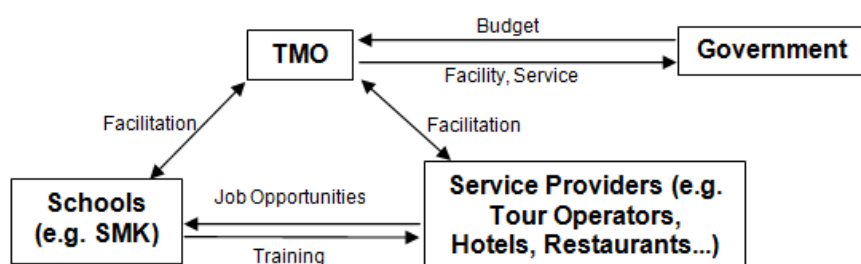 Budget
TMO
Government
Facility, Service
Facilitation
Facilitation
Schools
(e.g. SMK)
Job Opportunities
Training
Service Providers (e.g.
Tour Operators,
Hotels, Restaurants...)